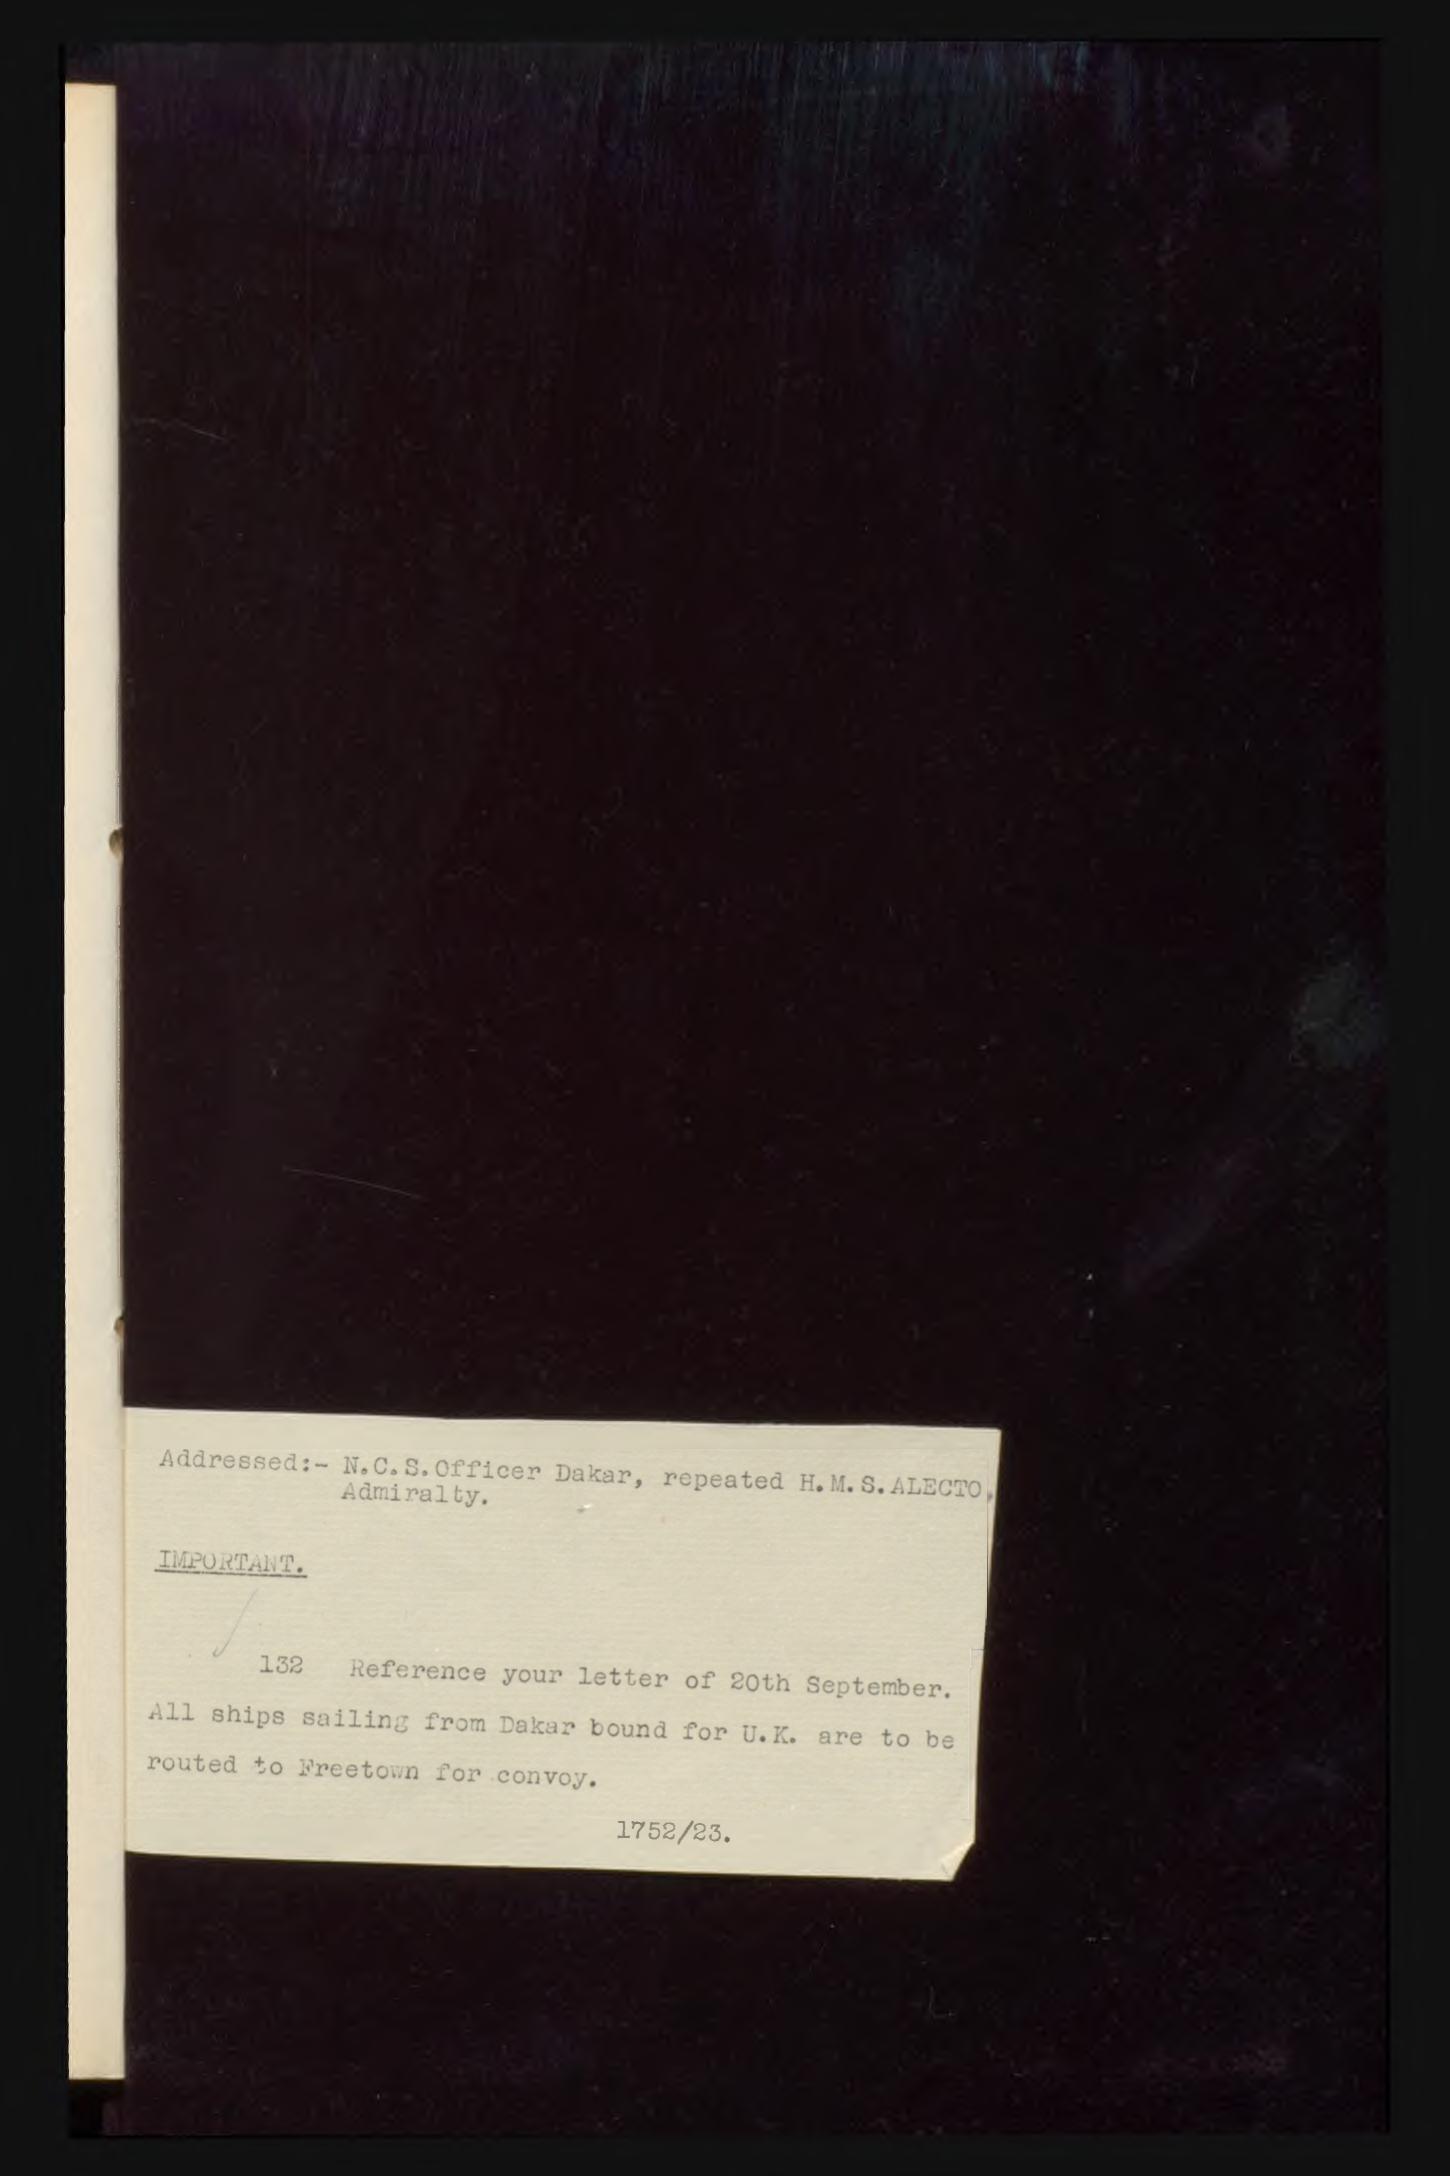 Addressed:- N.C.S.Officer Dakar, repeated H.M.S.ALECTO,
Admiralty.
IMPORTANT.
132 Reference your letter of 20th September.
All ships sailing from Dakar bound for U.K. are to be
routed to Freetown for convoy.
1752/23.